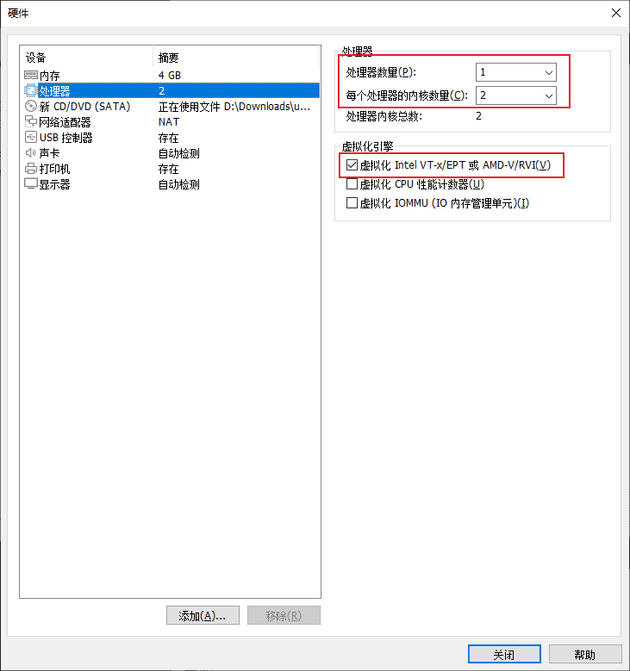 硬件
设备 摘要
内存 4 GB
处理器 2
新 CD/DVD (SATA) 正在使用文件 D:\Downloads\u...
网络适配器 NAT
USB 控制器 存在
声卡 自动检测
打印机 存在
显示器 自动检测
添加(A)... 移除(R)
处理器
处理器数量(P): 1
每个处理器的内核数量(C): 2
处理器内核总数: 2
虚拟化引擎
虚拟化 Intel VT-x/EPT 或 AMD-V/RVI(V)
虚拟化 CPU 性能计数器(U)
虚拟化 IOMMU (IO 内存管理单元)(I)
关闭 帮助